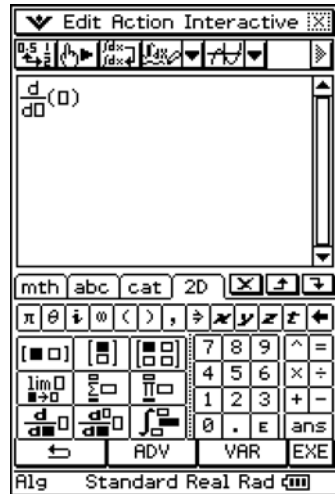 Edit Action Interactive
d/d□(□)
mth abc cat 2D
π θ i ∞ ( ) , ⇒ x y z t ←
[■□] 7 8 9 ^ =
lim□ ■→□ Σ□ Π□ 4 5 6 × ÷
1 2 3 + −
d/d■□ d□/d■□ ∫□ 0 . E ans
ADV VAR EXE
Alg Standard Real Rad